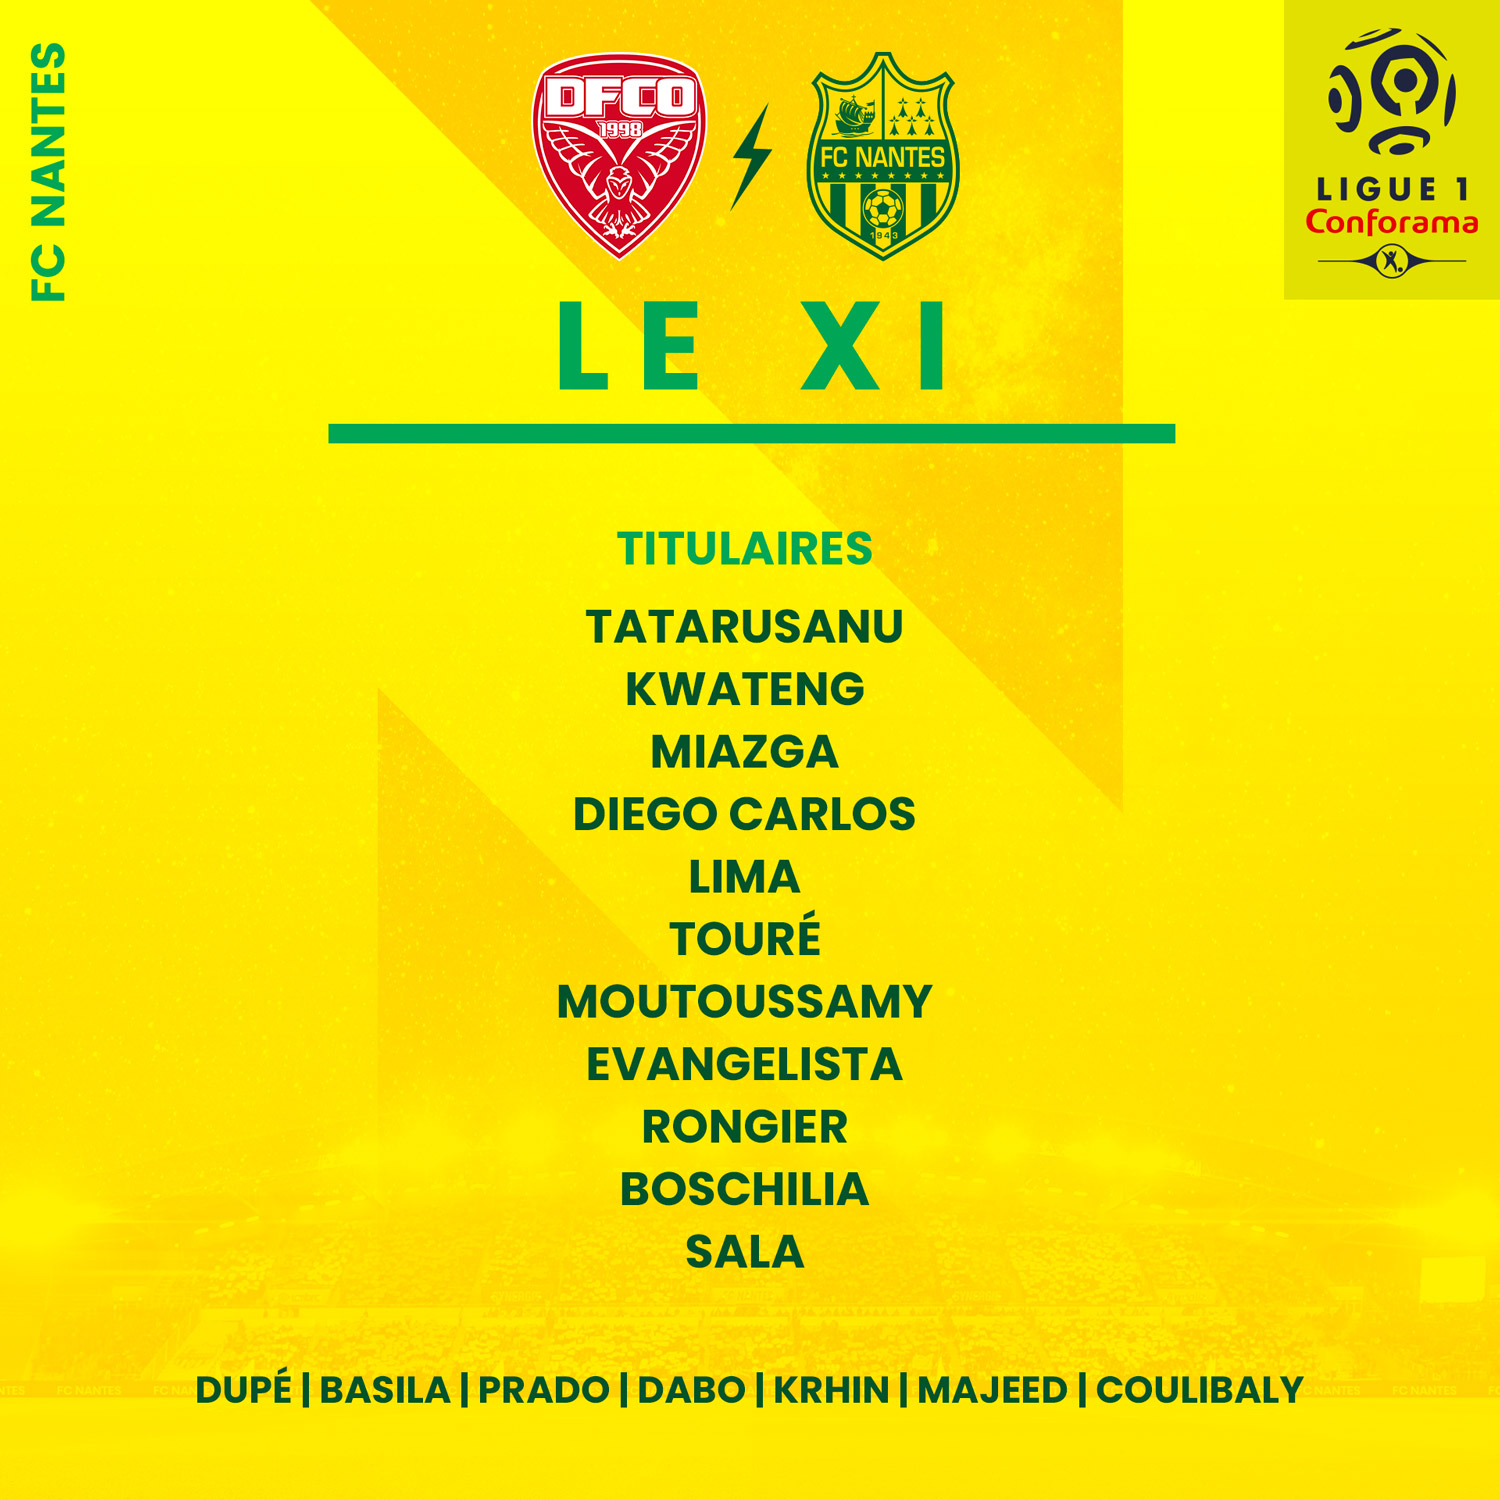 FC NANTES
DFCO
1998
FC NANTES
1943
LIGUE 1
Conforama
LE XI
TITULAIRES
TATARUSANU
KWATENG
MIAZGA
DIEGO CARLOS
LIMA
TOURÉ
MOUTOUSSAMY
EVANGELISTA
RONGIER
BOSCHILIA
SALA
DUPÉ | BASILA | PRADO | DABO | KRHIN | MAJEED | COULIBALY